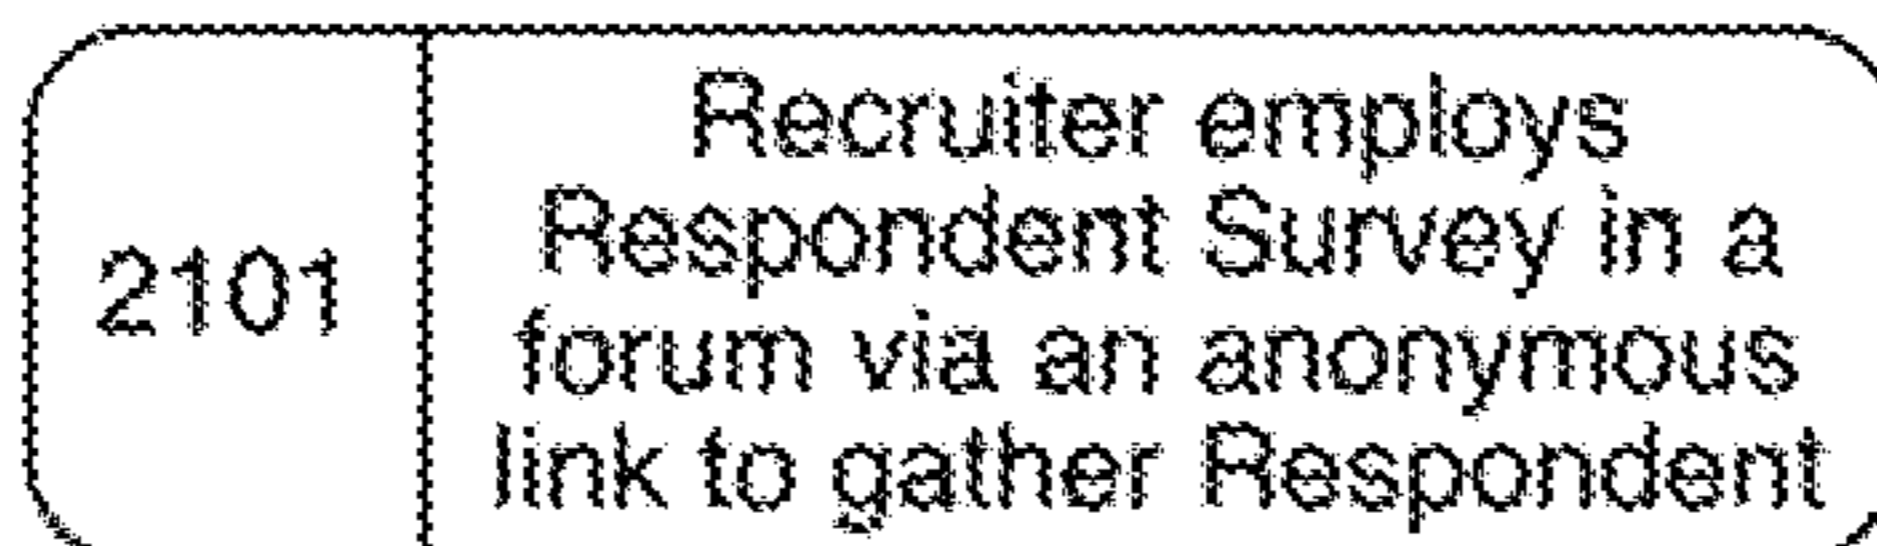 2101
Recruiter employs
Respondent Survey in a
forum via an anonymous
link to gather Respondent